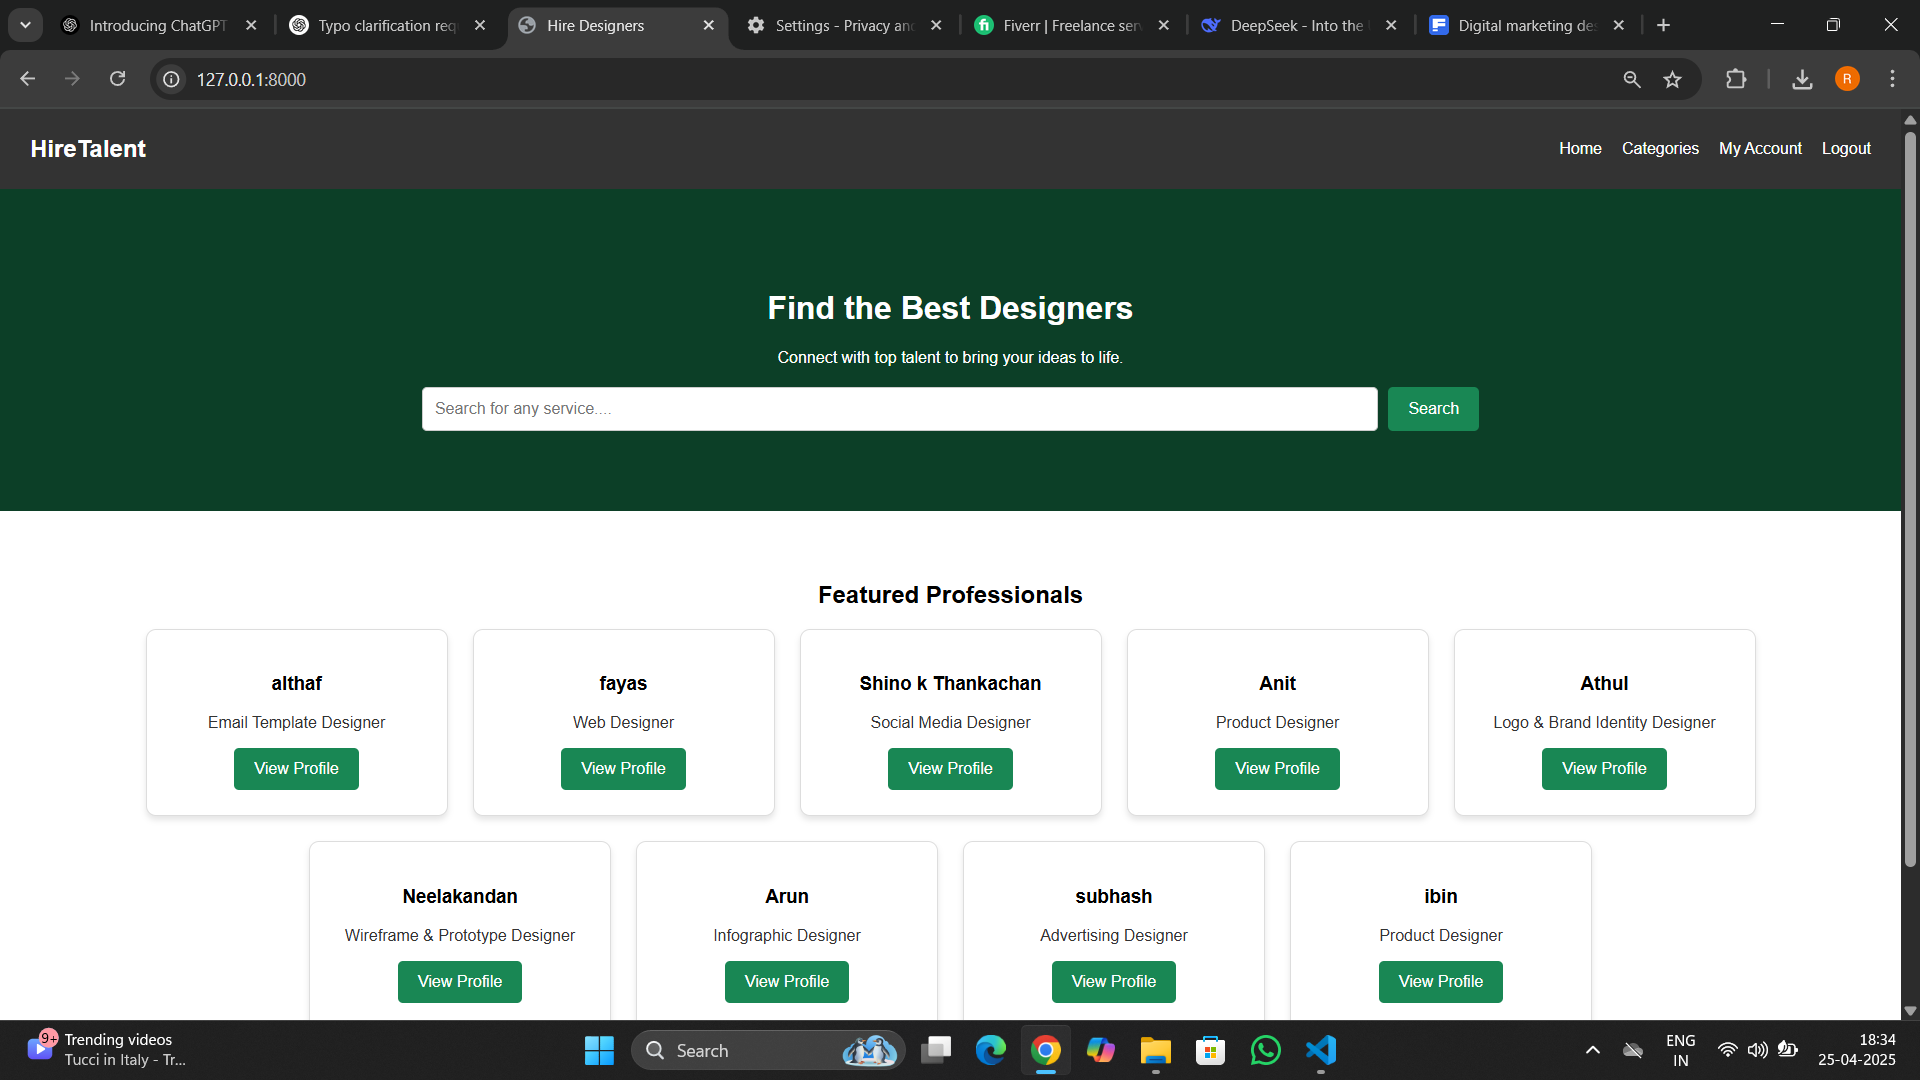 Introducing ChatGPT
Typo clarification req
Hire Designers
Settings - Privacy and
Fiverr | Freelance serv
DeepSeek - Into the
Digital marketing des
127.0.0.1:8000
R
HireTalent
Home
Categories
My Account
Logout
Find the Best Designers
Connect with top talent to bring your ideas to life.
Search for any service....
Search
Featured Professionals
althaf
Email Template Designer
View Profile
fayas
Web Designer
View Profile
Shino k Thankachan
Social Media Designer
View Profile
Anit
Product Designer
View Profile
Athul
Logo & Brand Identity Designer
View Profile
Neelakandan
Wireframe & Prototype Designer
View Profile
Arun
Infographic Designer
View Profile
subhash
Advertising Designer
View Profile
ibin
Product Designer
View Profile
9+
Trending videos
Tucci in Italy - Tr...
Search
ENG
IN
18:34
25-04-2025